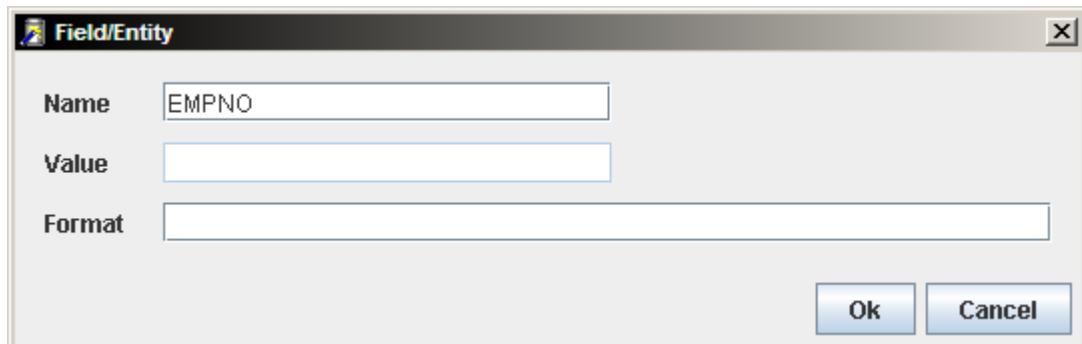 Field/Entity
Name EMPNO
Value
Format
Ok Cancel